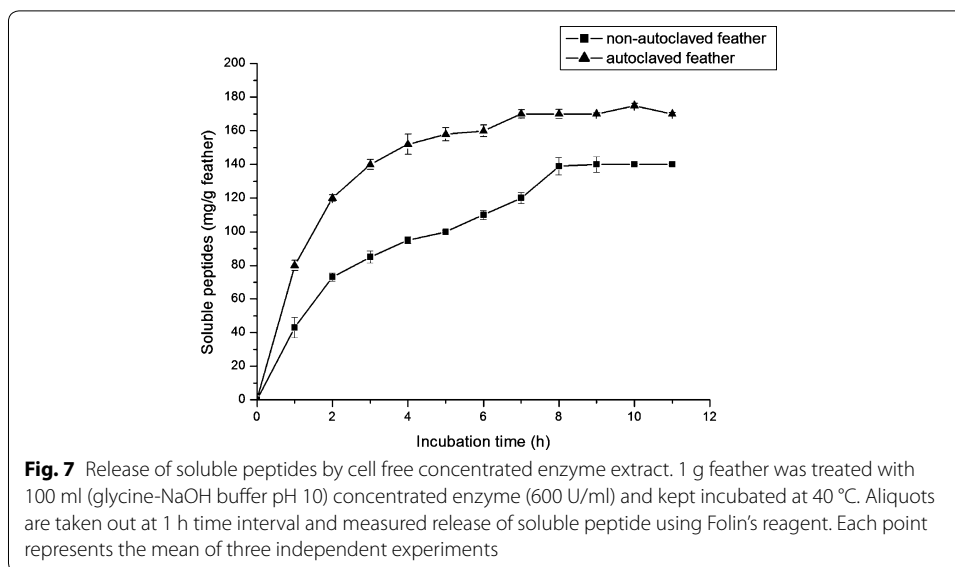 non-autoclaved feather
autoclaved feather
200
180
160
140
120
100
80
60
40
20
0
Soluble peptides (mg/g feather)
0 2 4 6 8 10 12
Incubation time (h)
Fig. 7 Release of soluble peptides by cell free concentrated enzyme extract. 1 g feather was treated with
100 ml (glycine-NaOH buffer pH 10) concentrated enzyme (600 U/ml) and kept incubated at 40 °C. Aliquots
are taken out at 1 h time interval and measured release of soluble peptide using Folin's reagent. Each point
represents the mean of three independent experiments